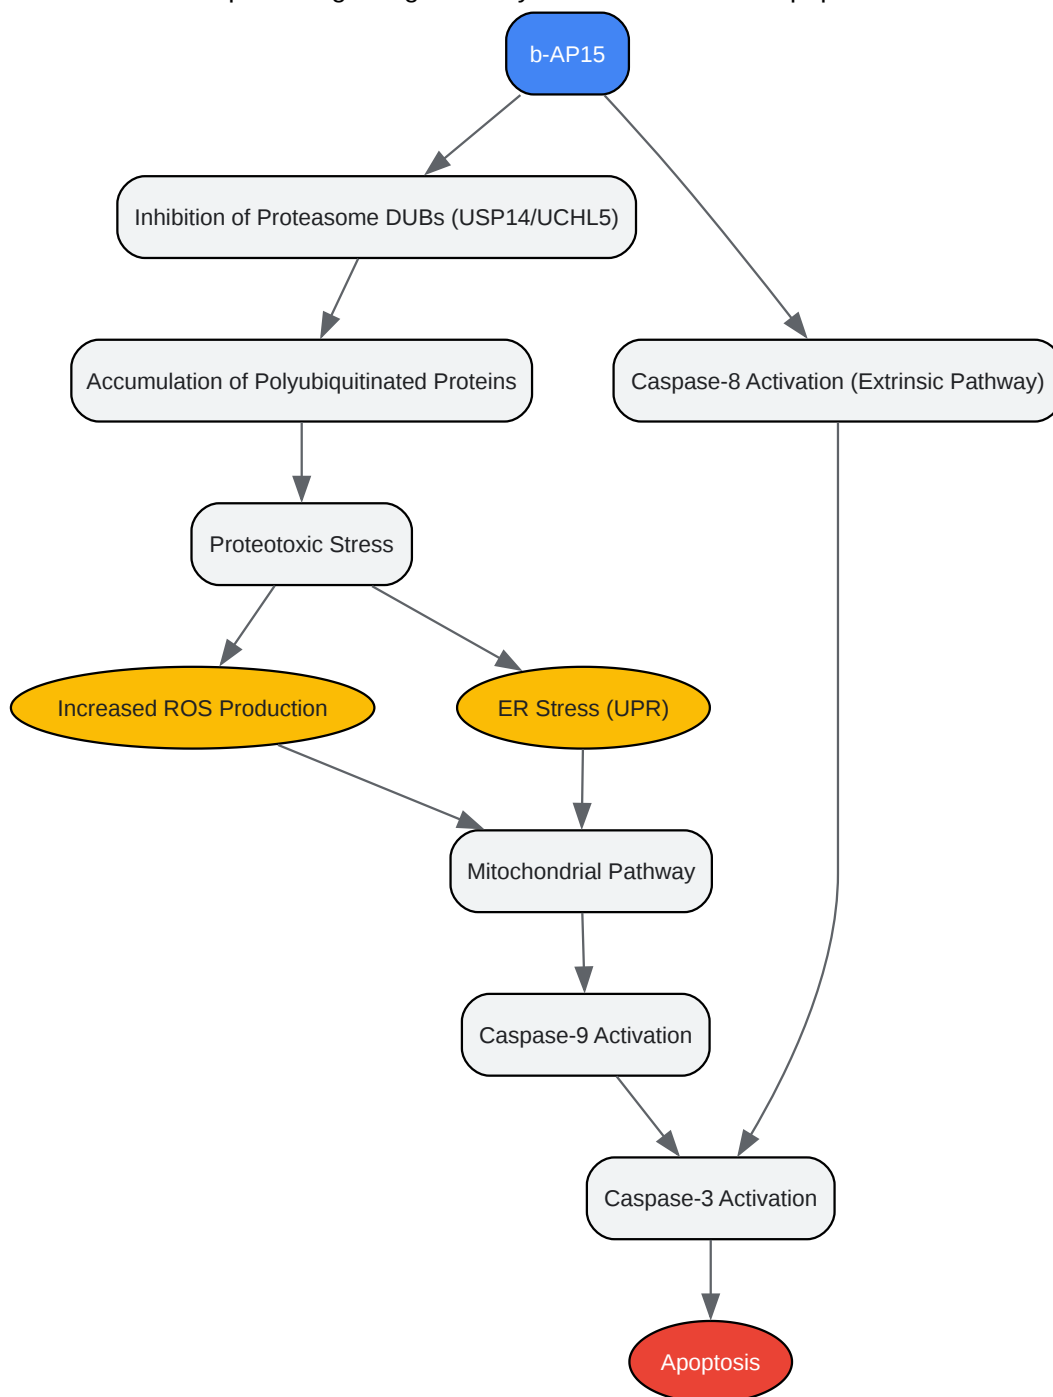 b-AP15
Inhibition of Proteasome DUBs (USP14/UCHL5)
Accumulation of Polyubiquitinated Proteins
Caspase-8 Activation (Extrinsic Pathway)
Proteotoxic Stress
Increased ROS Production
ER Stress (UPR)
Mitochondrial Pathway
Caspase-9 Activation
Caspase-3 Activation
Apoptosis